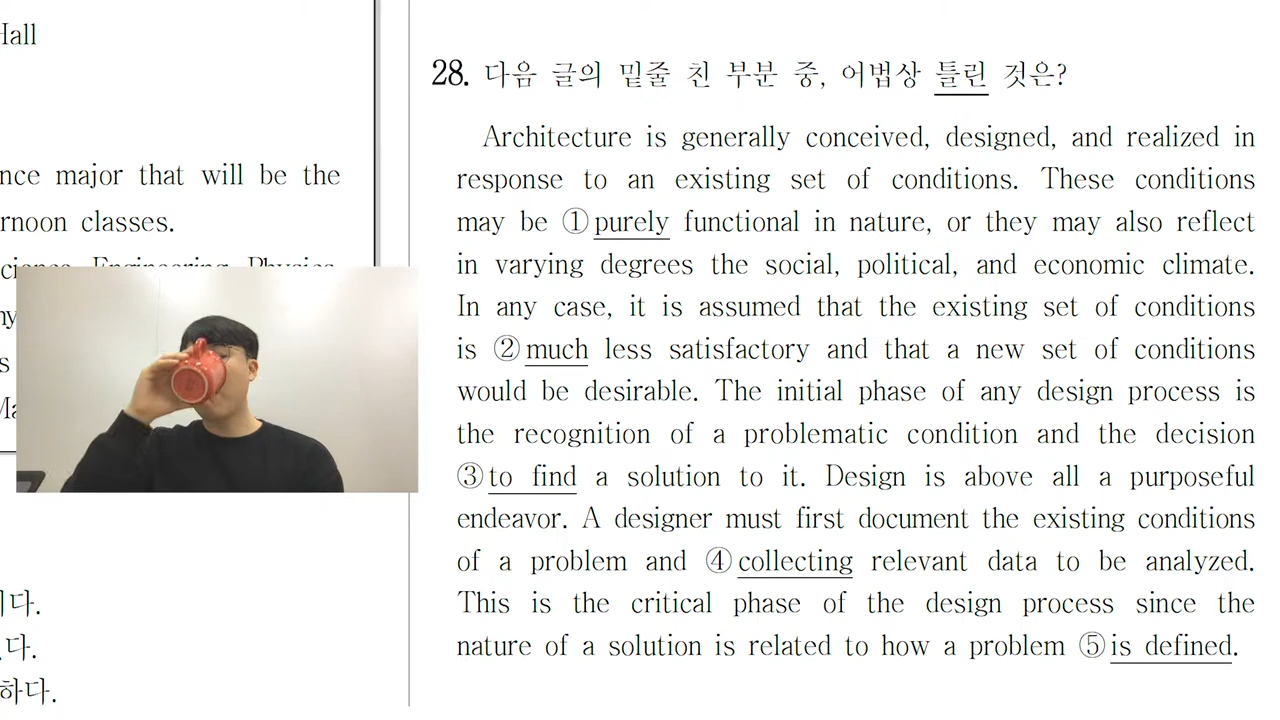 Hall
nce major that will be the
rnoon classes.
28. 다음 글의 밑줄 친 부분 중, 어법상 틀린 것은?
Architecture is generally conceived, designed, and realized in
response to an existing set of conditions. These conditions
may be ① purely functional in nature, or they may also reflect
in varying degrees the social, political, and economic climate.
In any case, it is assumed that the existing set of conditions
is ② much less satisfactory and that a new set of conditions
would be desirable. The initial phase of any design process is
the recognition of a problematic condition and the decision
③ to find a solution to it. Design is above all a purposeful
endeavor. A designer must first document the existing conditions
of a problem and ④ collecting relevant data to be analyzed.
This is the critical phase of the design process since the
nature of a solution is related to how a problem ⑤ is defined.